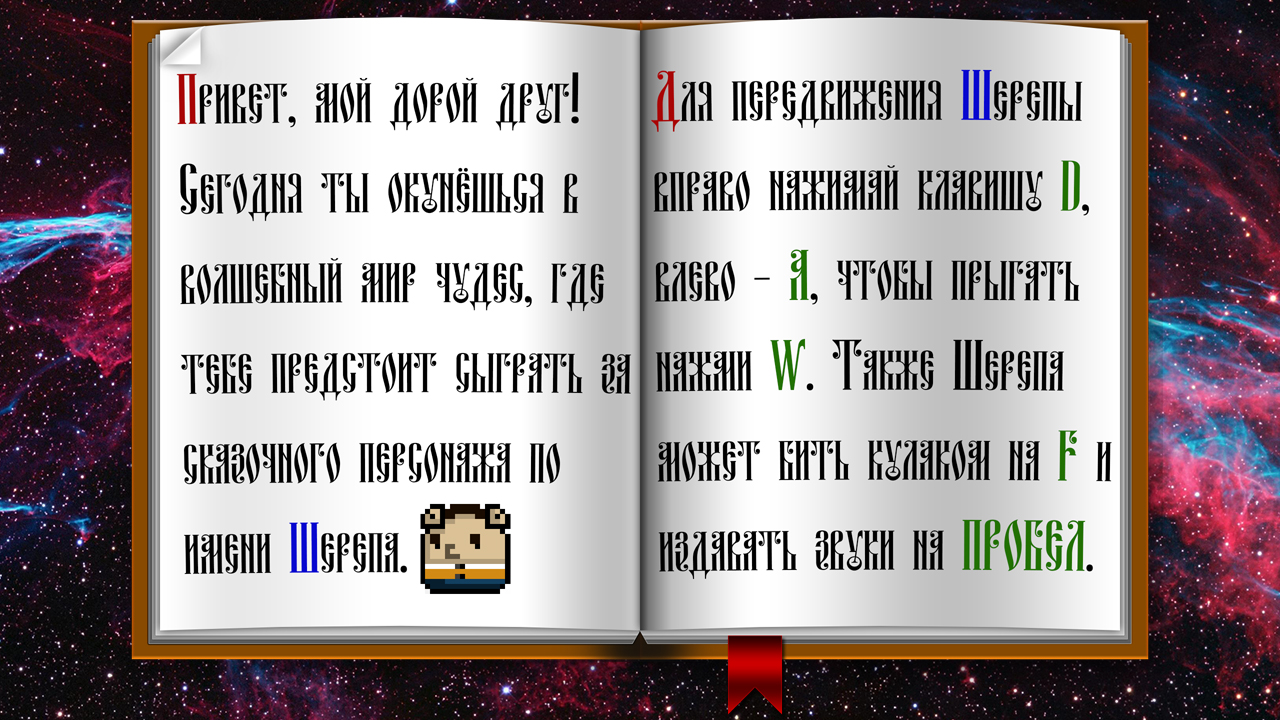 Привет, мой дорой друг!
Сегодня ты окунёшься в
волшебный мир чудес, где
тебе предстоит сыграть за
сказочного персонажа по
имени Шерепа.
Для передвижения Шерепы
вправо нажимай клавишу D,
влево - A, чтобы прыгать
нажми W. Также Шерепа
может бить кулаком на F и
издавать звуки на ПРОБЕЛ.